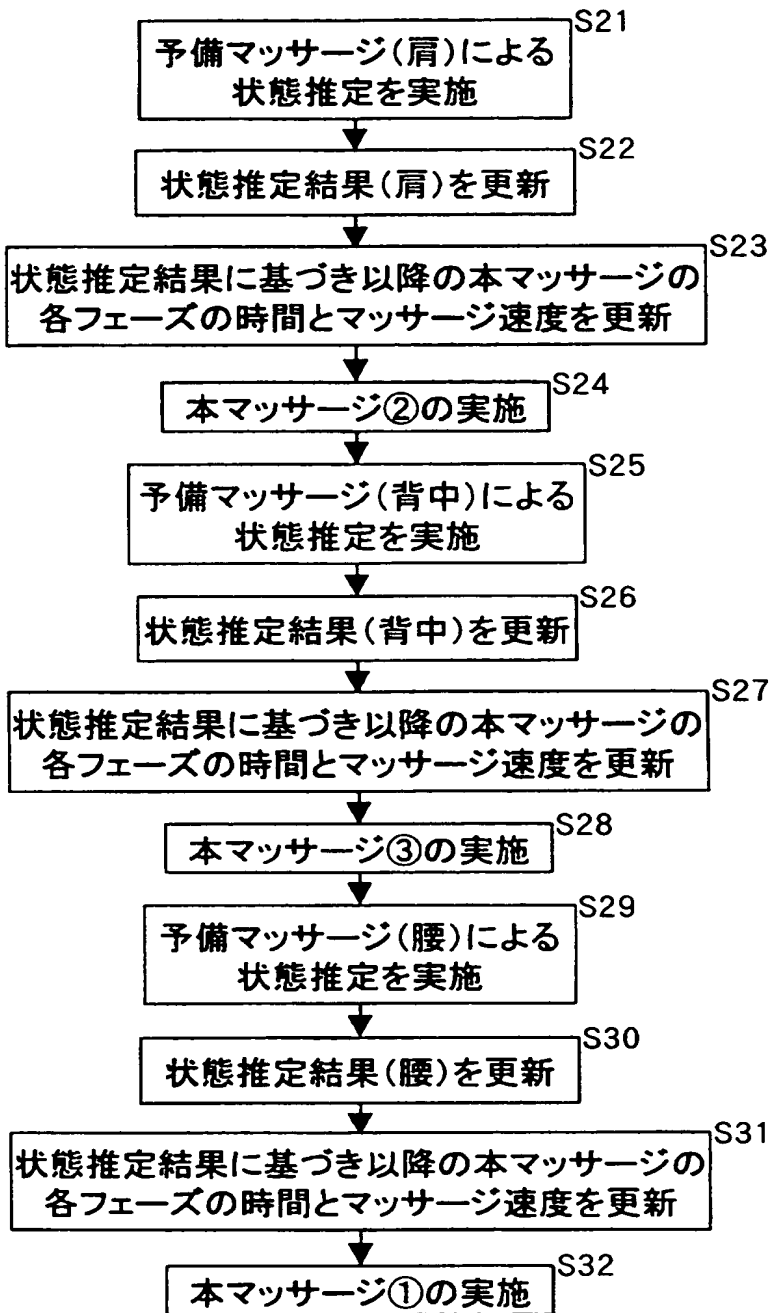 S21
予備マッサージ(肩)による
状態推定を実施
S22
状態推定結果(肩)を更新
S23
状態推定結果に基づき以降の本マッサージの
各フェーズの時間とマッサージ速度を更新
S24
本マッサージ②の実施
S25
予備マッサージ(背中)による
状態推定を実施
S26
状態推定結果(背中)を更新
S27
状態推定結果に基づき以降の本マッサージの
各フェーズの時間とマッサージ速度を更新
S28
本マッサージ③の実施
S29
予備マッサージ(腰)による
状態推定を実施
S30
状態推定結果(腰)を更新
S31
状態推定結果に基づき以降の本マッサージの
各フェーズの時間とマッサージ速度を更新
S32
本マッサージ①の実施